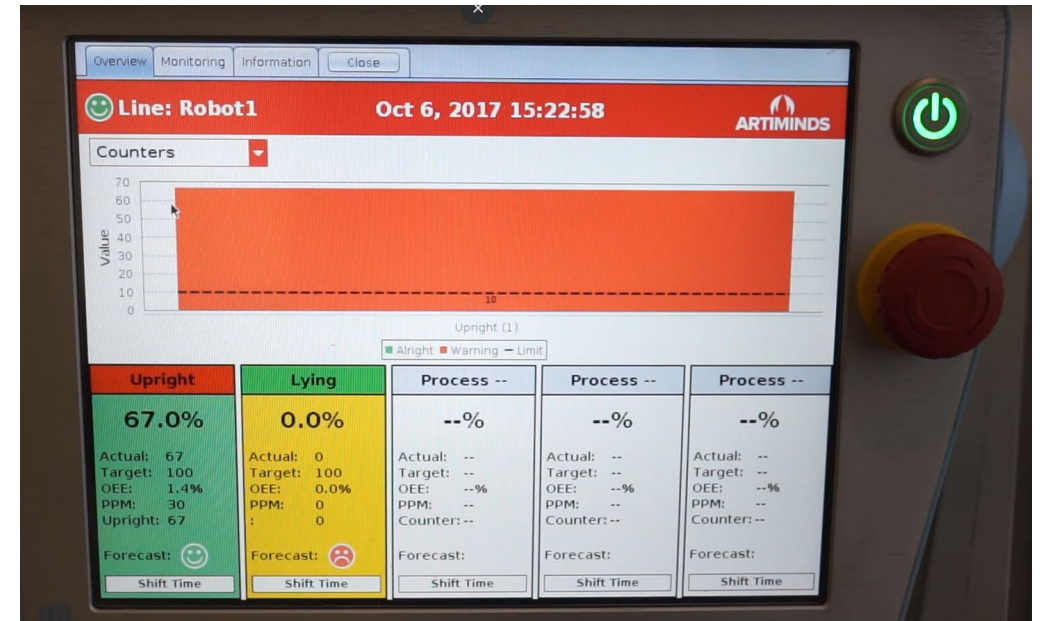 Overview Monitoring Information Close
Line: Robot1 Oct 6, 2017 15:22:58 ARTIMINDS
Counters
70
60
50
40
30
20
10
0
Value
10
Upright (1)
Alright Warning Limit
Upright Lying Process -- Process -- Process --
67.0% 0.0% --% --% --%
Actual: 67 Actual: 0 Actual: -- Actual: -- Actual: --
Target: 100 Target: 100 Target: -- Target: -- Target: --
OEE: 1.4% OEE: 0.0% OEE: --% OEE: --% OEE: --%
PPM: 30 PPM: 0 PPM: -- PPM: -- PPM: --
Upright: 67 : 0 Counter: -- Counter: -- Counter: --
Forecast: Forecast: Forecast: Forecast: Forecast:
Shift Time Shift Time Shift Time Shift Time Shift Time